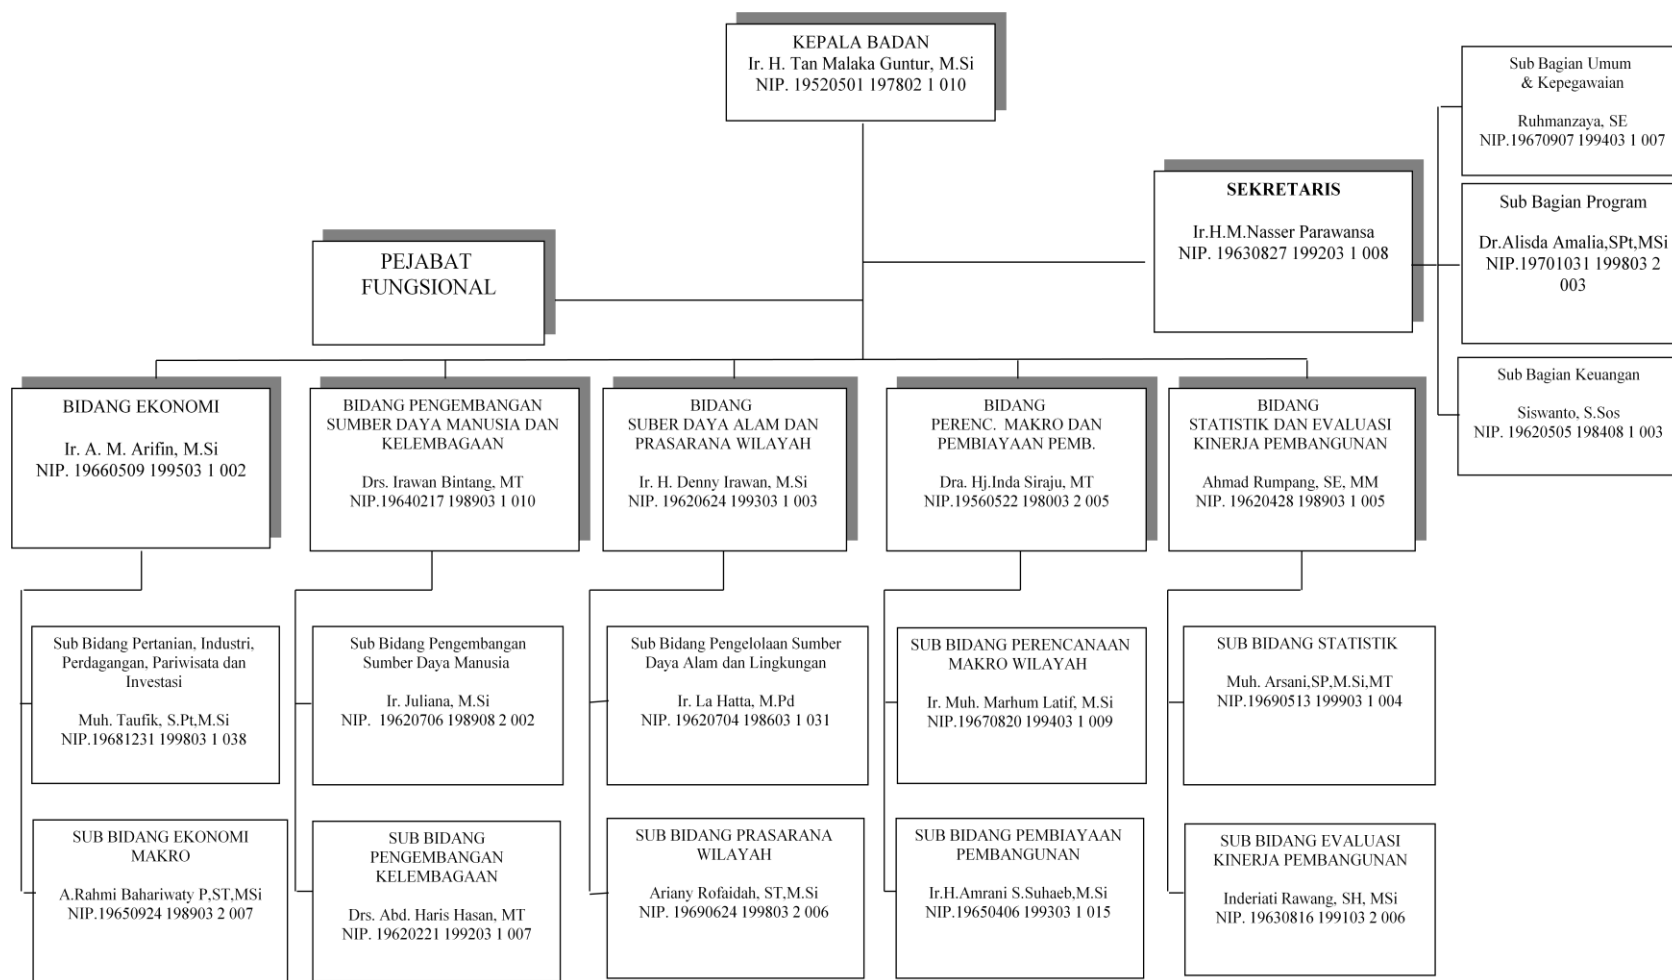 KEPALA BADAN
Ir. H. Tan Malaka Guntur, M.Si
NIP. 19520501 197802 1 010
Sub Bagian Umum
& Kepegawaian
Ruhmanzaya, SE
NIP.19670907 199403 1 007
SEKRETARIS
Ir.H.M.Nasser Parawansa
NIP. 19630827 199203 1 008
Sub Bagian Program
Dr.Alisda Amalia,SPt,MSi
NIP.19701031 199803 2
003
Sub Bagian Keuangan
Siswanto, S.Sos
NIP. 19620505 198408 1 003
PEJABAT
FUNGSIONAL
BIDANG EKONOMI
Ir. A. M. Arifin, M.Si
NIP. 19660509 199503 1 002
BIDANG PENGEMBANGAN
SUMBER DAYA MANUSIA DAN
KELEMBAGAAN
Drs. Irawan Bintang, MT
NIP.19640217 198903 1 010
BIDANG
SUBER DAYA ALAM DAN
PRASARANA WILAYAH
Ir. H. Denny Irawan, M.Si
NIP. 19620624 199303 1 003
BIDANG
PERENC. MAKRO DAN
PEMBIAYAAN PEMB.
Dra. Hj.Inda Siraju, MT
NIP.19560522 198003 2 005
BIDANG
STATISTIK DAN EVALUASI
KINERJA PEMBANGUNAN
Ahmad Rumpang, SE, MM
NIP. 19620428 198903 1 005
Sub Bidang Pertanian, Industri,
Perdagangan, Pariwisata dan
Investasi
Muh. Taufik, S.Pt,M.Si
NIP.19681231 199803 1 038
Sub Bidang Pengembangan
Sumber Daya Manusia
Ir. Juliana, M.Si
NIP. 19620706 198908 2 002
Sub Bidang Pengelolaan Sumber
Daya Alam dan Lingkungan
Ir. La Hatta, M.Pd
NIP. 19620704 198603 1 031
SUB BIDANG PERENCANAAN
MAKRO WILAYAH
Ir. Muh. Marhum Latif, M.Si
NIP.19670820 199403 1 009
SUB BIDANG STATISTIK
Muh. Arsani,SP,M.Si,MT
NIP.19690513 199903 1 004
SUB BIDANG EKONOMI
MAKRO
A.Rahmi Bahariwaty P,ST,MSi
NIP.19650924 198903 2 007
SUB BIDANG
PENGEMBANGAN
KELEMBAGAAN
Drs. Abd. Haris Hasan, MT
NIP. 19620221 199203 1 007
SUB BIDANG PRASARANA
WILAYAH
Ariany Rofaidah, ST,M.Si
NIP. 19690624 199803 2 006
SUB BIDANG PEMBIAYAAN
PEMBANGUNAN
Ir.H.Amrani S.Suhaeb,M.Si
NIP.19650406 199303 1 015
SUB BIDANG EVALUASI
KINERJA PEMBANGUNAN
Inderiati Rawang, SH, MSi
NIP. 19630816 199103 2 006